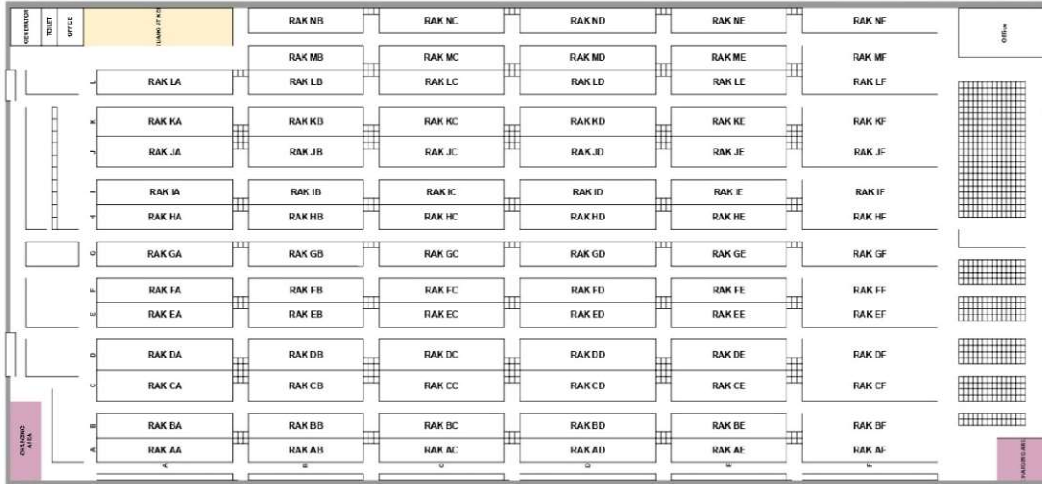 GENERATOR
TOILET
OFFICE
RAK NB RAK NC RAK ND RAK NE RAK NF
Office
RAK MB RAK MC RAK MD RAK ME RAK MF
L RAK LA RAK LB RAK LC RAK LD RAK LE RAK LF
K RAK KA RAK KB RAK KC RAK KD RAK KE RAK KF
J RAK JA RAK JB RAK JC RAK JD RAK JE RAK JF
I RAK IA RAK IB RAK IC RAK ID RAK IE RAK IF
RAK HA RAK HB RAK HC RAK HD RAK HE RAK HF
G RAK GA RAK GB RAK GC RAK GD RAK GE RAK GF
F RAK FA RAK FB RAK FC RAK FD RAK FE RAK FF
E RAK EA RAK EB RAK EC RAK ED RAK EE RAK EF
D RAK DA RAK DB RAK DC RAK DD RAK DE RAK DF
C RAK CA RAK CB RAK CC RAK CD RAK CE RAK CF
B RAK BA RAK BB RAK BC RAK BD RAK BE RAK BF
A RAK AA RAK AB RAK AC RAK AD RAK AE RAK AF
CHARGING
AREA
A B C D E F